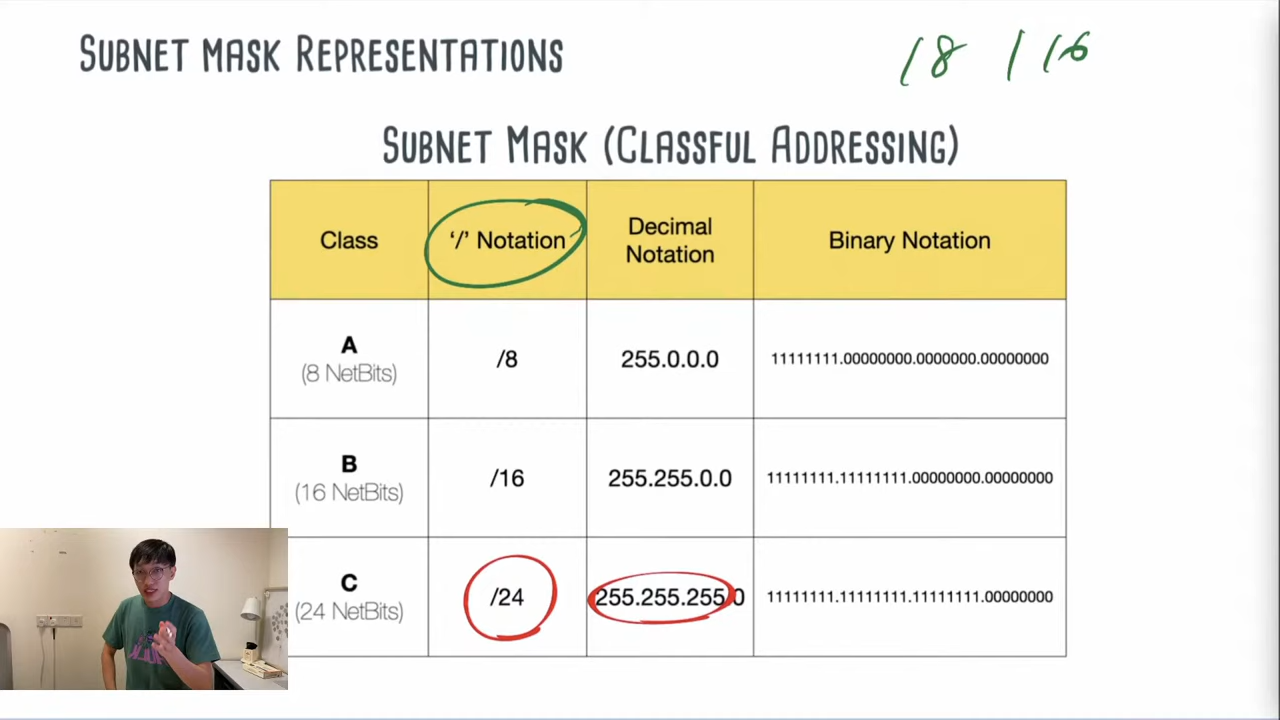 SUBNET MASK REPRESENTATIONS
/8 /16
SUBNET MASK (CLASSFUL ADDRESSING)
Class
'/' Notation
Decimal
Notation
Binary Notation
A
(8 NetBits)
/8
255.0.0.0
11111111.00000000.0000000.00000000
B
(16 NetBits)
/16
255.255.0.0
11111111.11111111.00000000.00000000
C
(24 NetBits)
/24
255.255.255.0
11111111.11111111.11111111.00000000